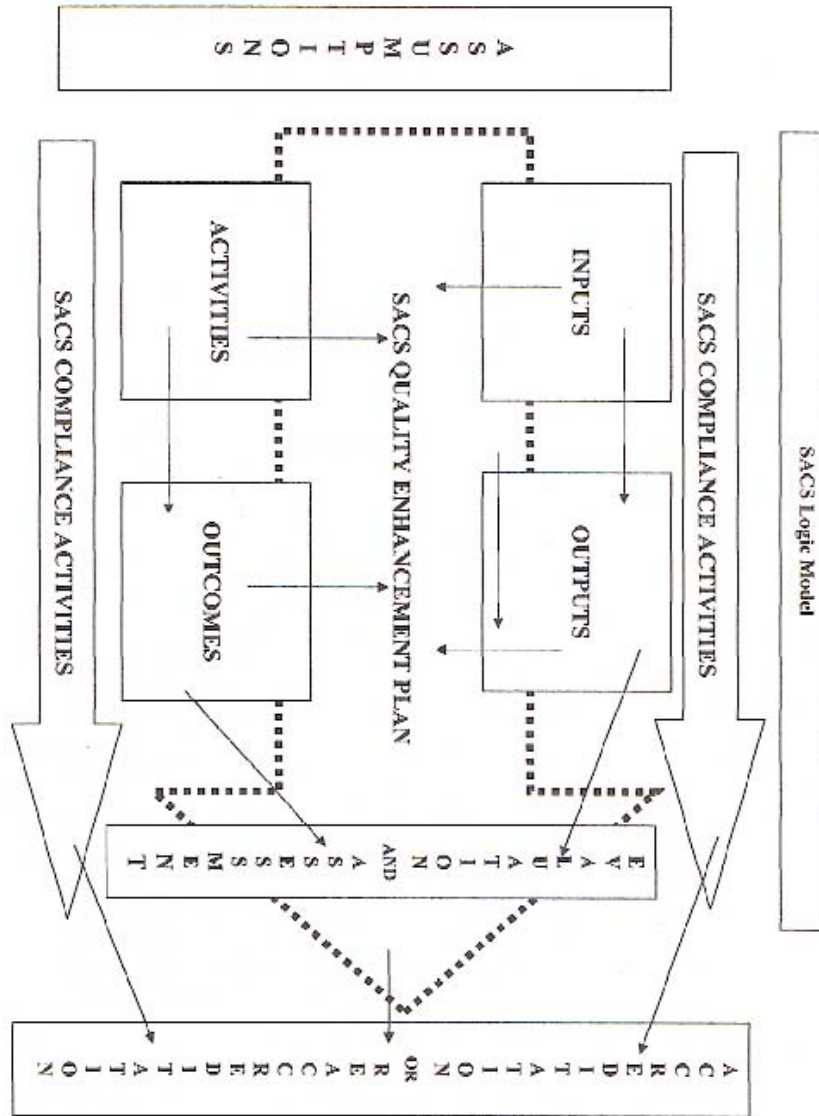 SACS Logic Model
SACS COMPLIANCE ACTIVITIES
ASSUMPTIONS
INPUTS
OUTPUTS
SACS QUALITY ENHANCEMENT PLAN
ACTIVITIES
OUTCOMES
EVALUATION
AND
ASSESSMENT
ACCREDITATION
OR
REACCREDITATION
SACS COMPLIANCE ACTIVITIES